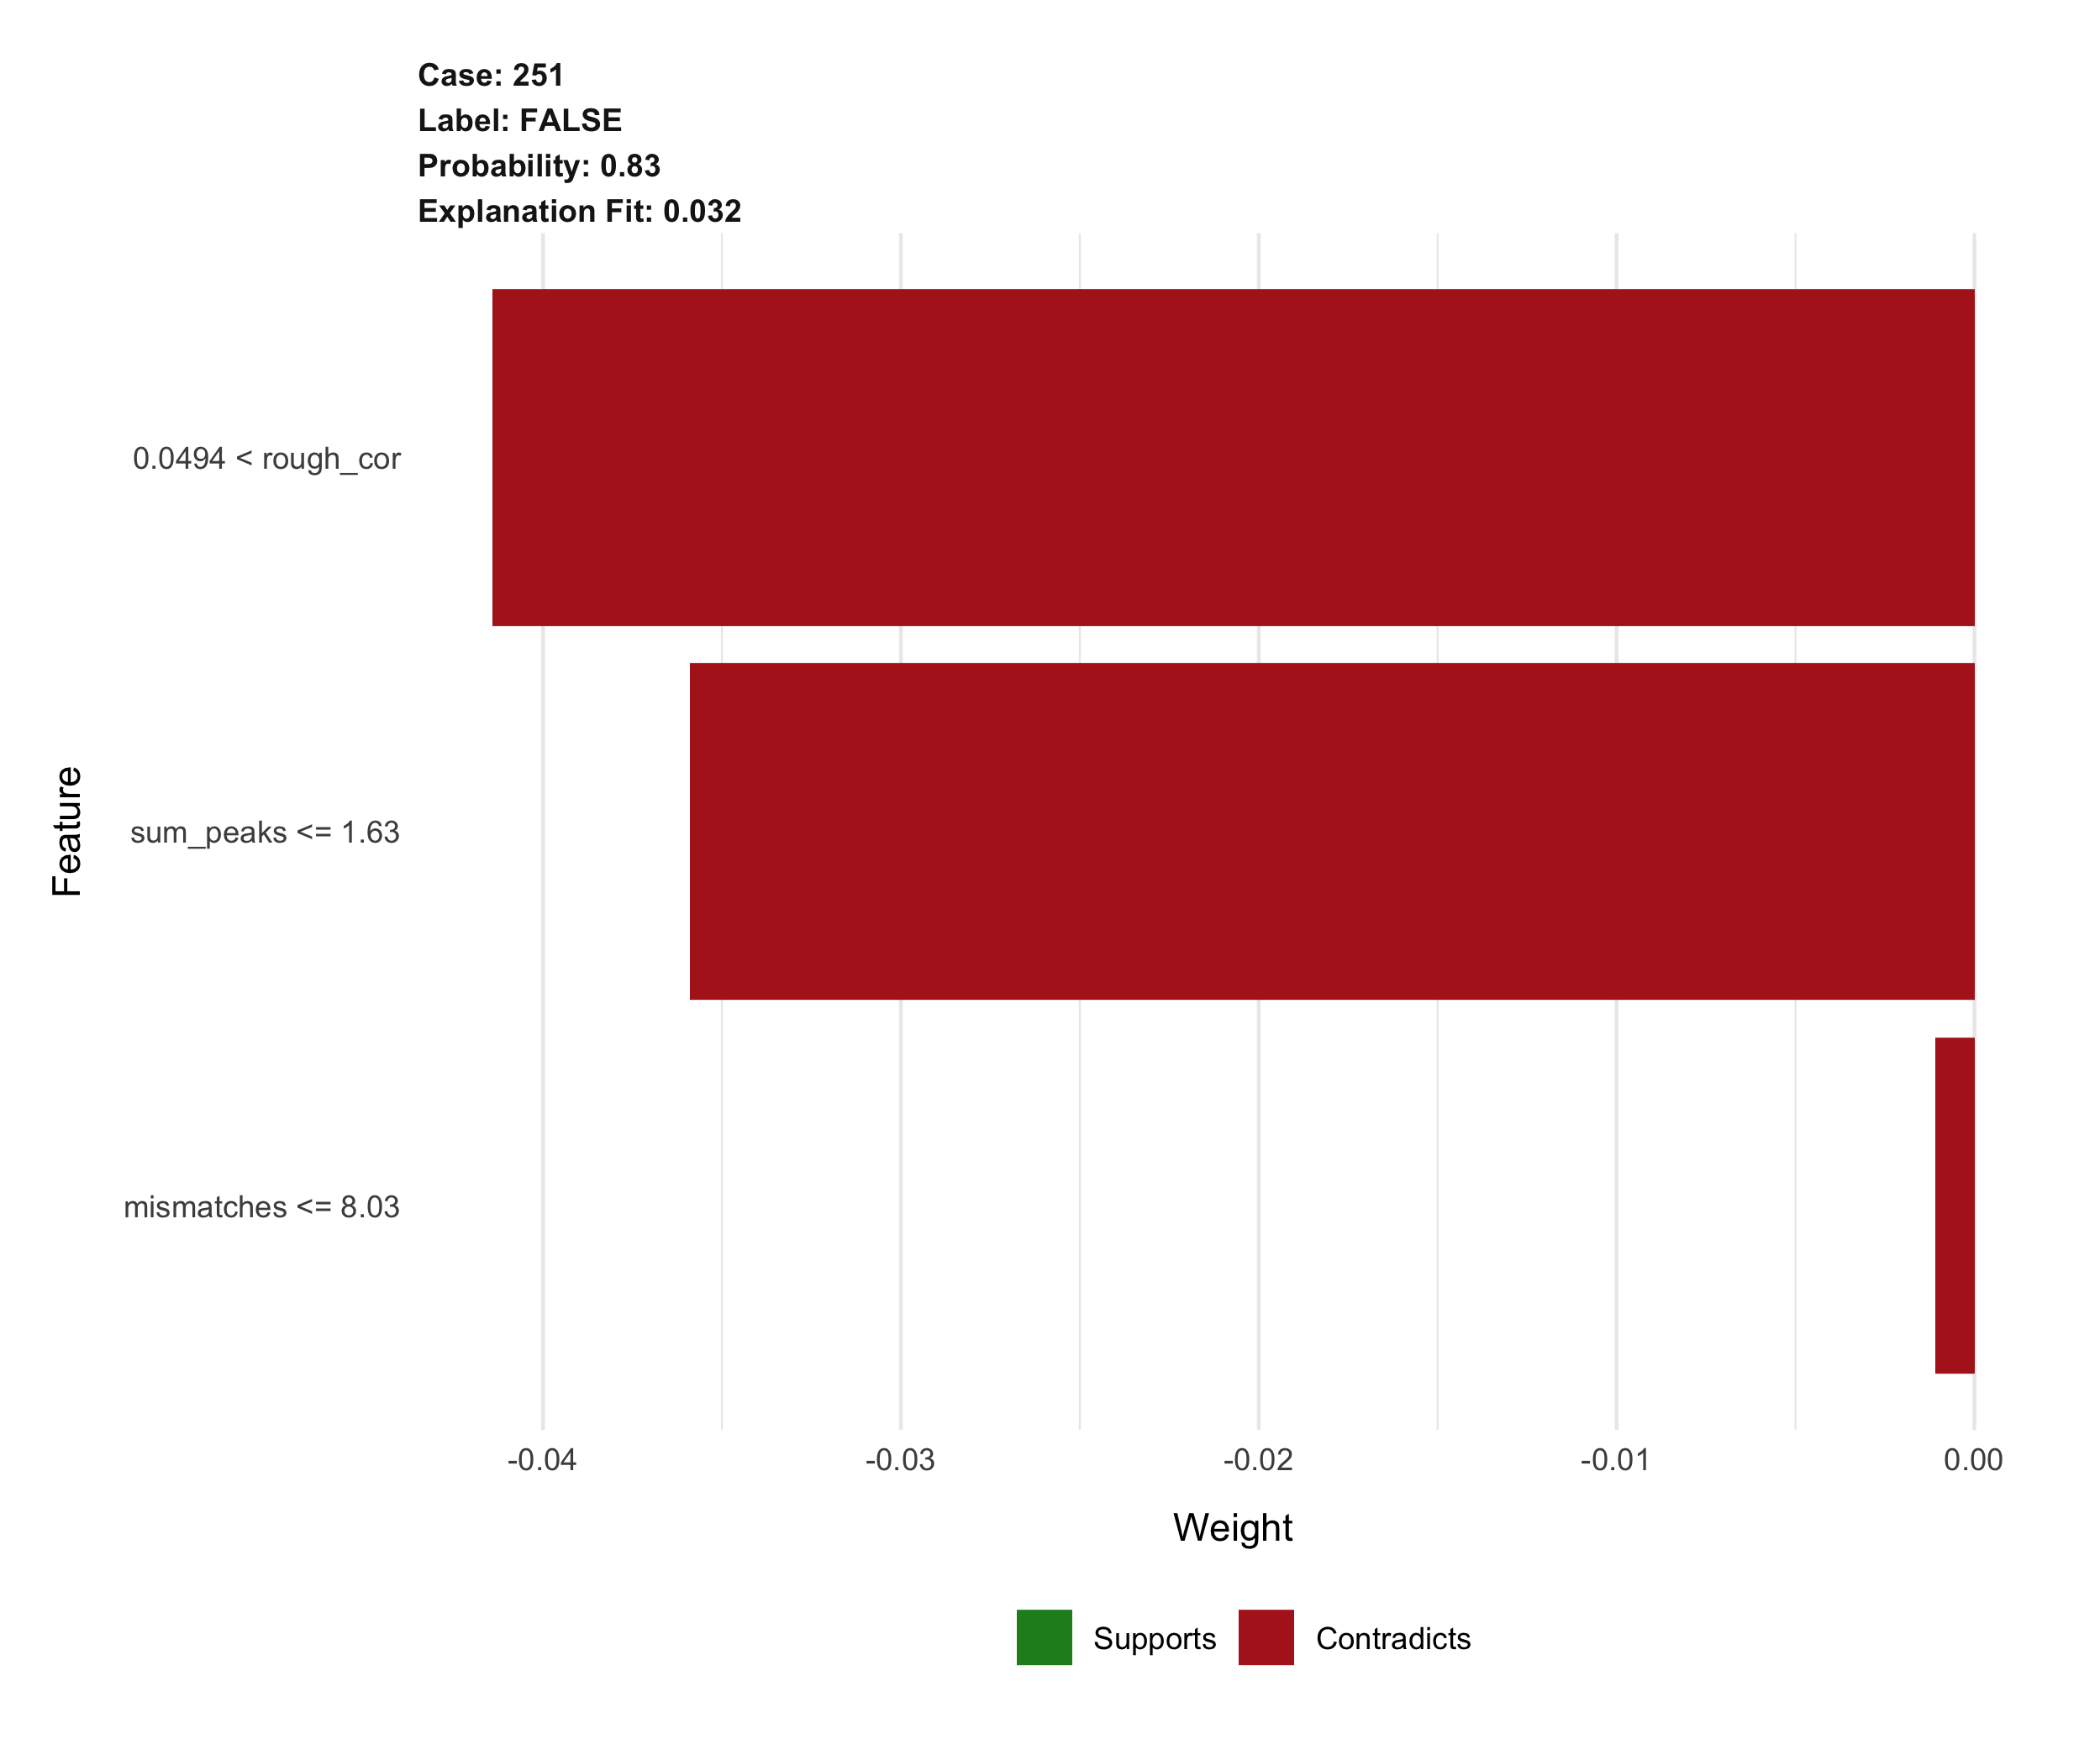 Case: 251
Label: FALSE
Probability: 0.83
Explanation Fit: 0.032
Feature
0.0494 < rough_cor
sum_peaks <= 1.63
mismatches <= 8.03
-0.04 -0.03 -0.02 -0.01 0.00
Weight
Supports Contradicts